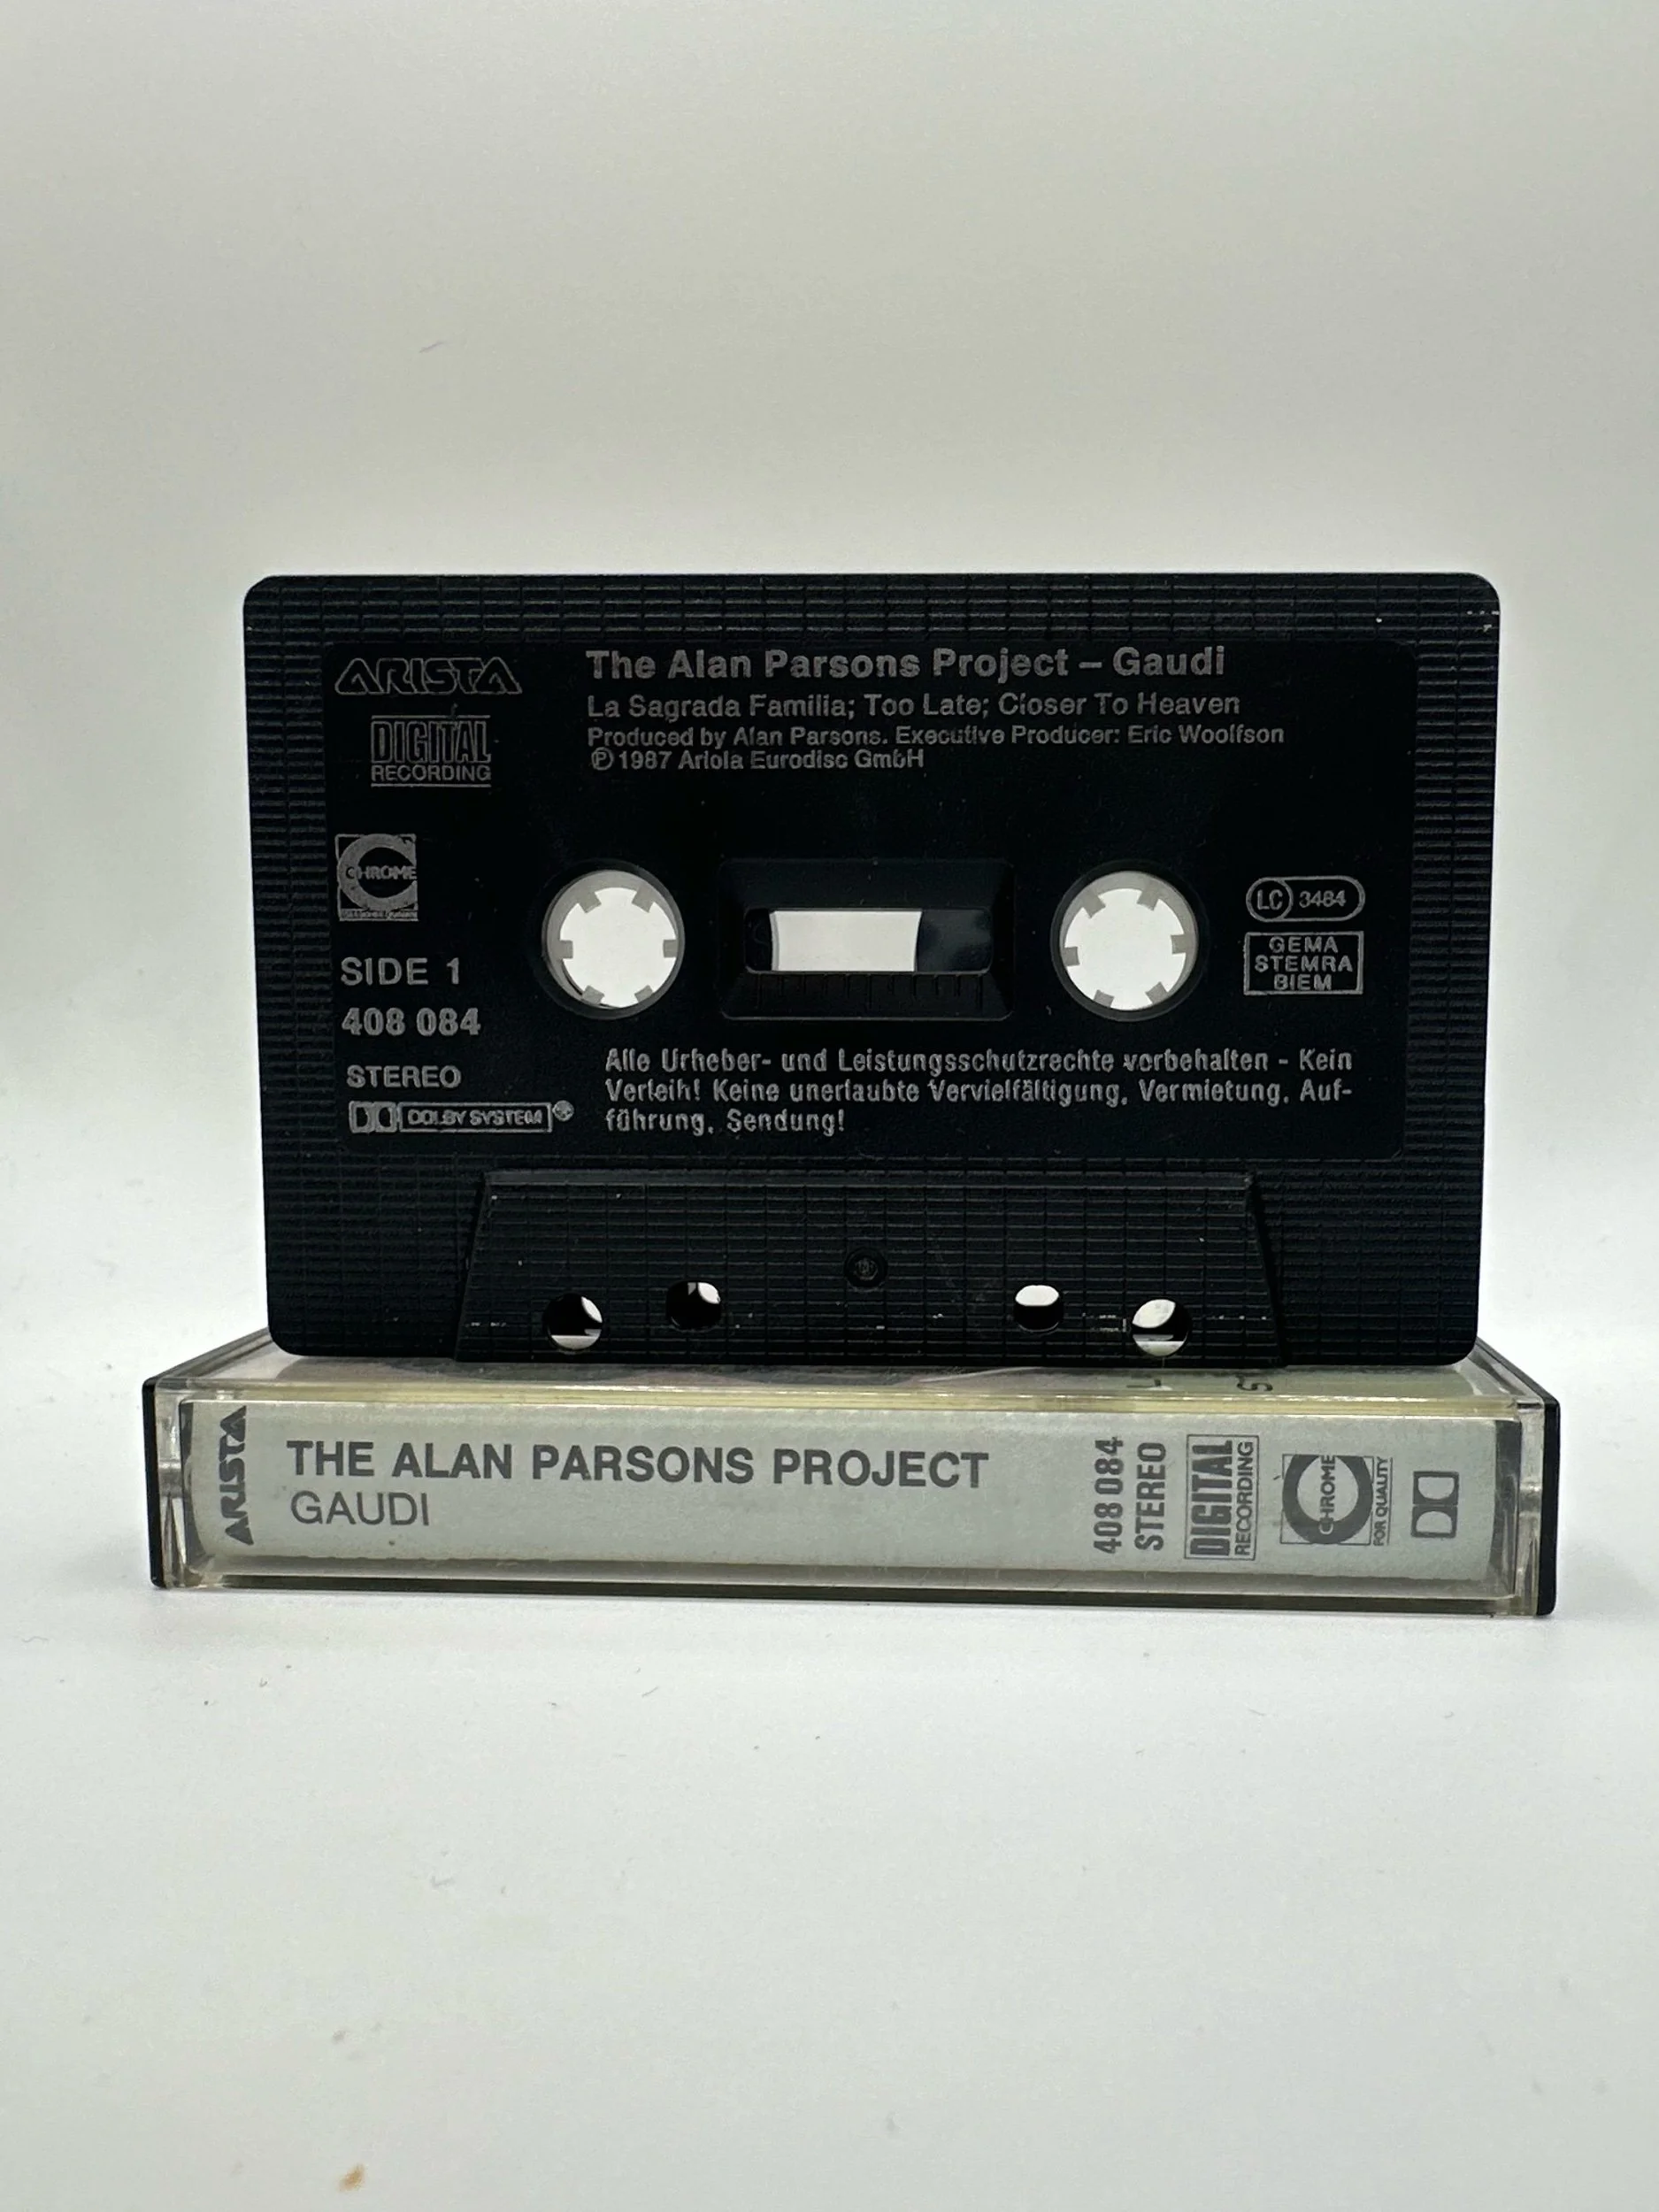 ARISTA
The Alan Parsons Project – Gaudi
La Sagrada Familia; Too Late; Closer To Heaven
Produced by Alan Parsons. Executive Producer: Eric Woolfson
Ⓟ 1987 Ariola Eurodisc GmbH
DIGITAL
RECORDING
CHROME
SIDE 1
408 084
STEREO
DOLBY SYSTEM
LC 3484
GEMA
STEMRA
BIEM
Alle Urheber- und Leistungsschutzrechte vorbehalten - Kein
Verleih! Keine unerlaubte Vervielfältigung, Vermietung, Auf-
führung, Sendung!
ARISTA
THE ALAN PARSONS PROJECT
GAUDI
408 084
STEREO
DIGITAL
RECORDING
CHROME
FOR QUALITY